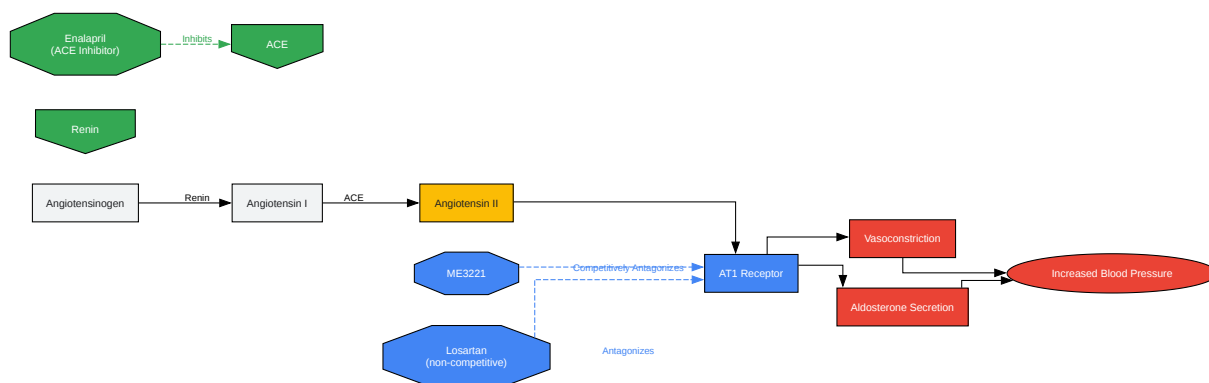 Enalapril
(ACE Inhibitor)
Inhibits
ACE
Renin
Angiotensinogen
Renin
Angiotensin I
ACE
Angiotensin II
Vasoconstriction
ME3221
Competitively Antagonizes
AT1 Receptor
Increased Blood Pressure
Aldosterone Secretion
Losartan
(non-competitive)
Antagonizes